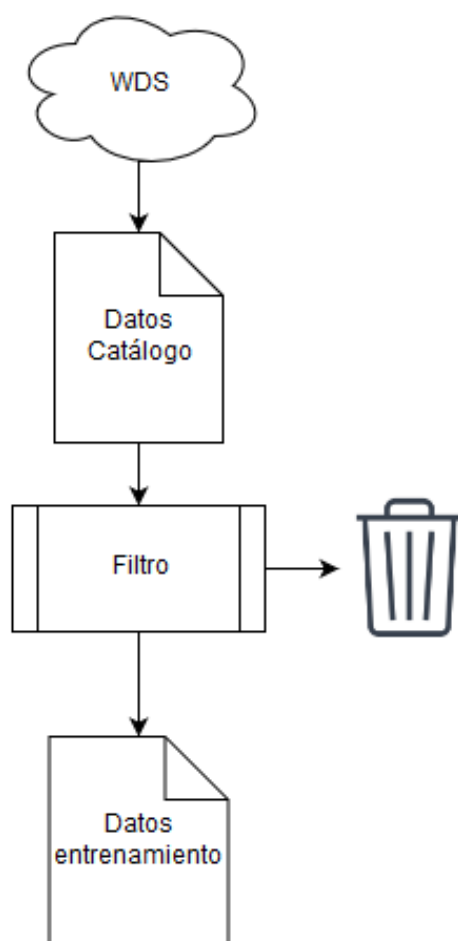 WDS
Datos
Catálogo
Filtro
Datos
entrenamiento